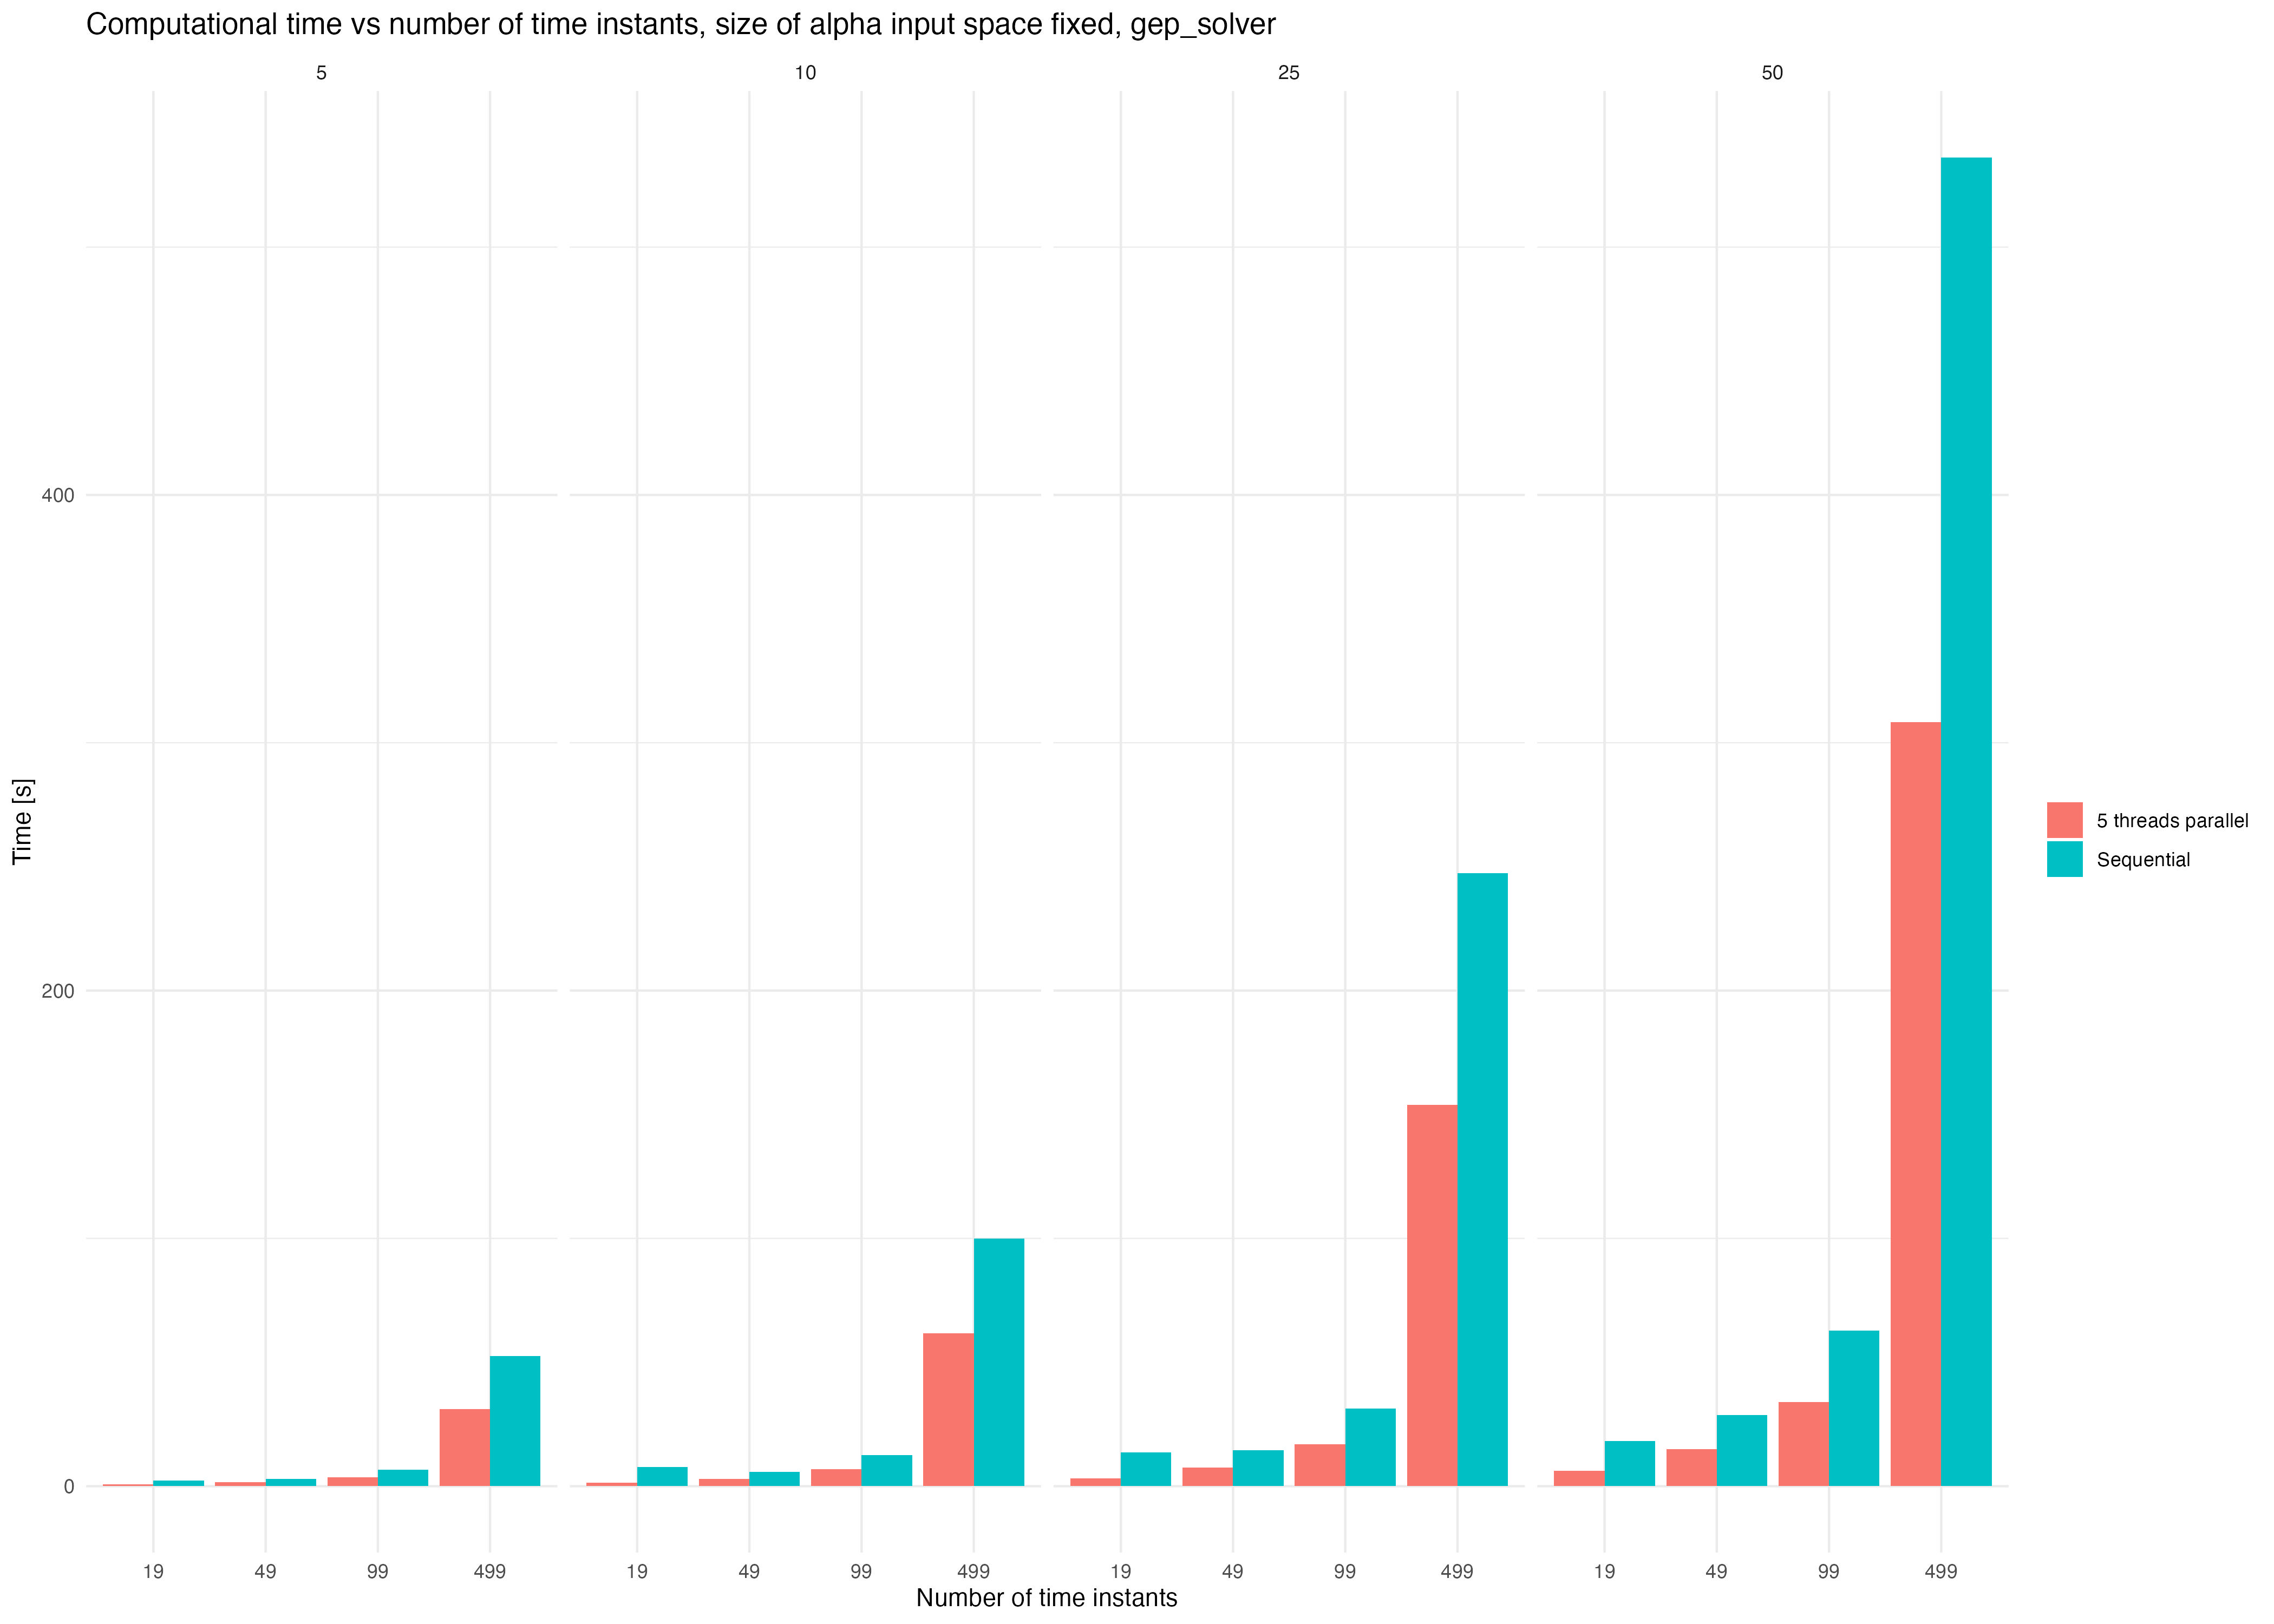 Computational time vs number of time instants, size of alpha input space fixed, gep_solver
5 10 25 50
400
200
0
Time [s]
5 threads parallel
Sequential
19 49 99 499 19 49 99 499 19 49 99 499 19 49 99 499
Number of time instants